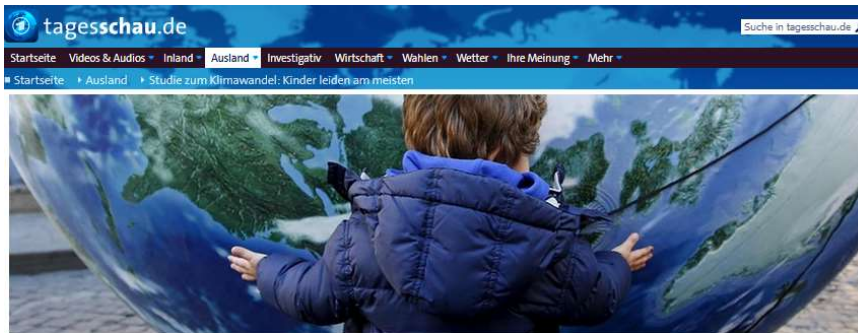 tagesschau.de
Suche in tagesschau.de
Startseite Videos & Audios Inland Ausland Investigativ Wirtschaft Wahlen Wetter Ihre Meinung Mehr
Startseite Ausland Studie zum Klimawandel: Kinder leiden am meisten